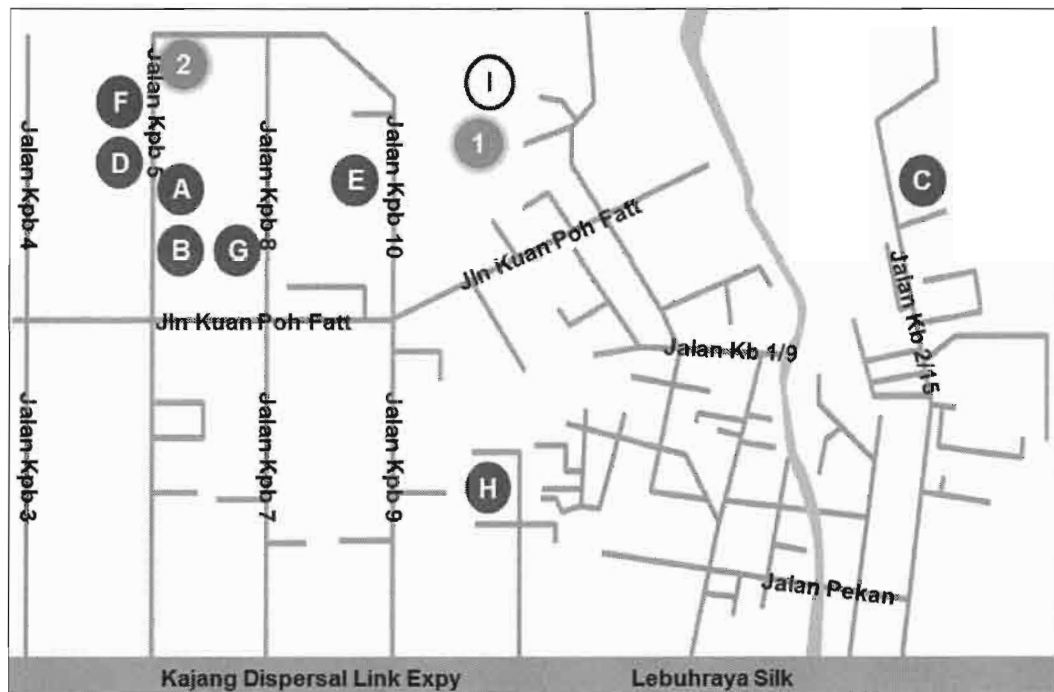 2
I
F
1
D
A
E
C
B
G
H
Jalan Kpb 4
Jalan Kpb 5
Jalan Kpb 8
Jalan Kpb 10
Jln Kuan Poh Fatt
Jln Kuan Poh Fatt
Jalan Kb 1/9
Jalan Kb 2/15
Jalan Kpb 3
Jalan Kpb 7
Jalan Kpb 9
Jalan Pekan
Kajang Dispersal Link Expy
Lebuhraya Silk